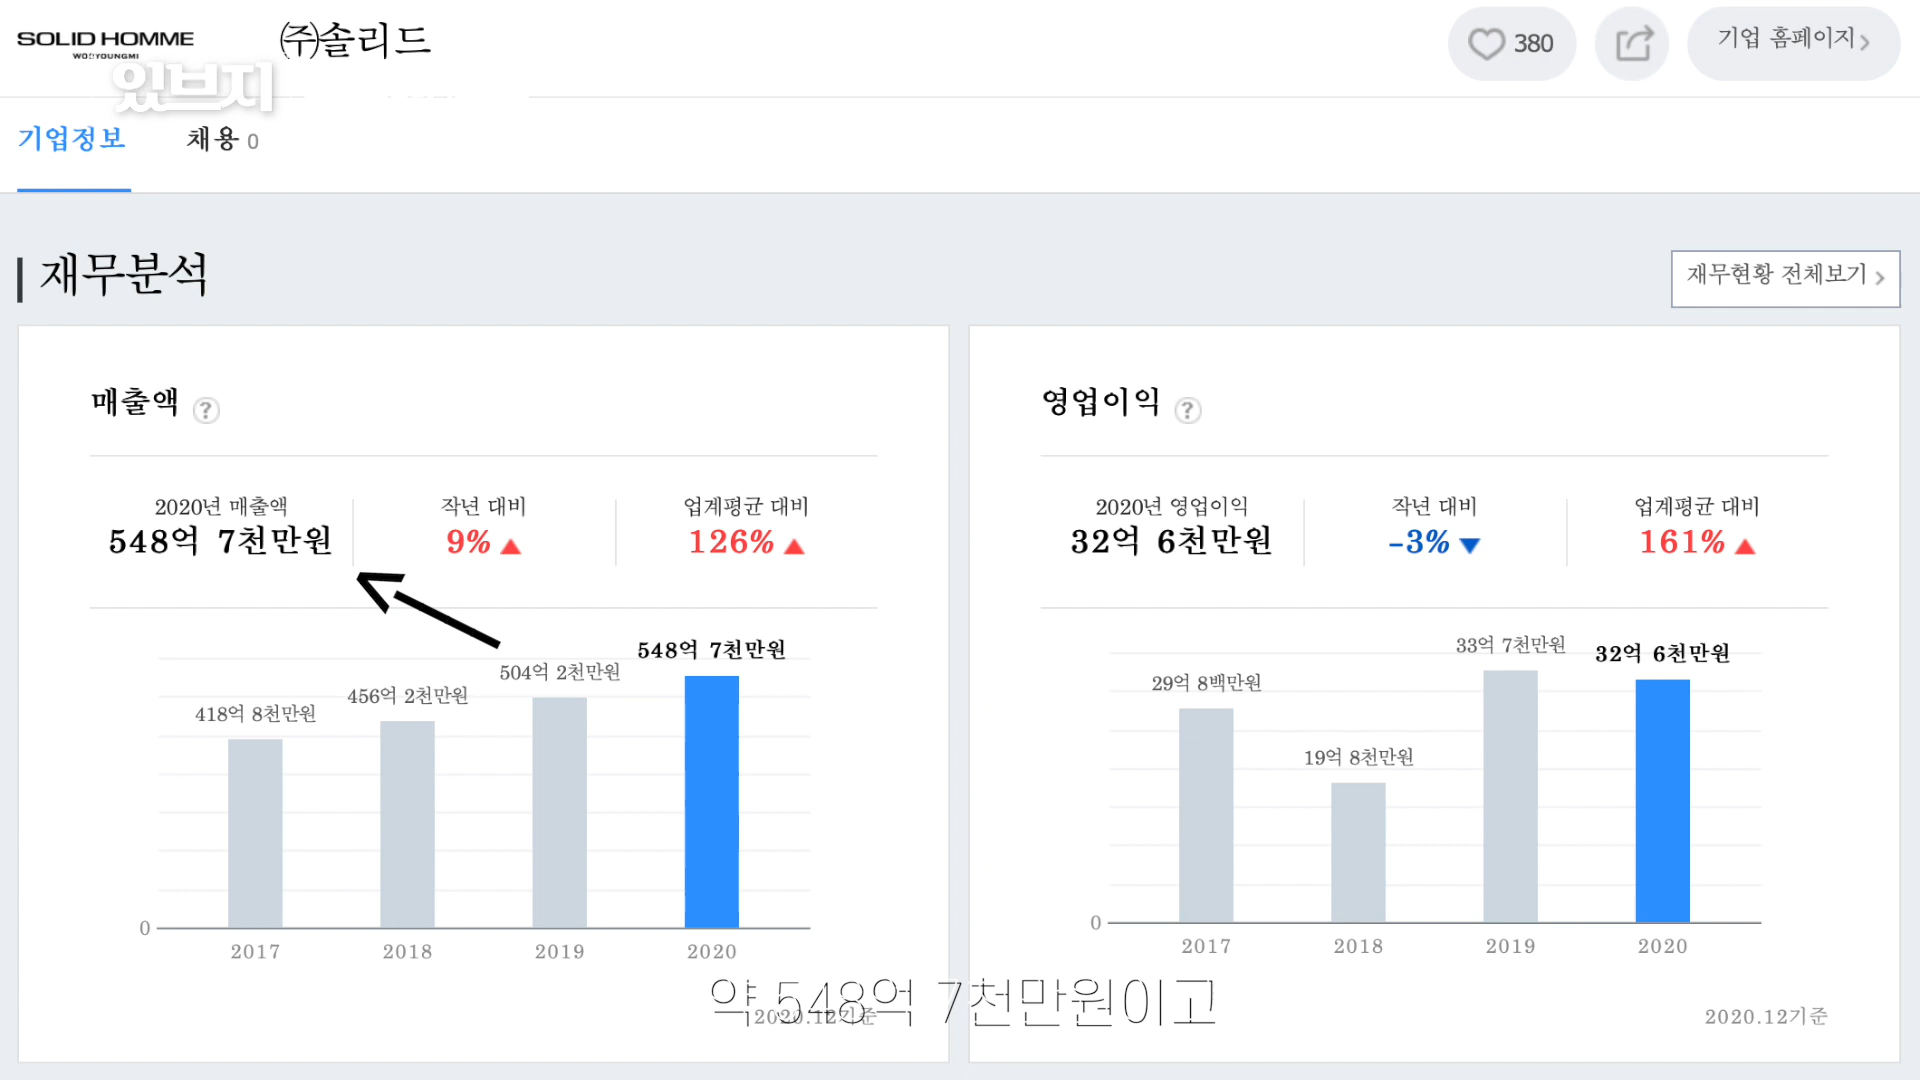 SOLID HOMME
WOOYOUNGMI
㈜솔리드
380
기업 홈페이지
있브지
기업정보
채용 0
재무분석
재무현황 전체보기
매출액 ?
2020년 매출액
548억 7천만원
작년 대비
9%
업계평균 대비
126%
548억 7천만원
504억 2천만원
456억 2천만원
418억 8천만원
0
2017 2018 2019 2020
2020.12기준
영업이익 ?
2020년 영업이익
32억 6천만원
작년 대비
-3%
업계평균 대비
161%
33억 7천만원
32억 6천만원
29억 8백만원
19억 8천만원
0
2017 2018 2019 2020
2020.12기준
약 548억 7천만원이고